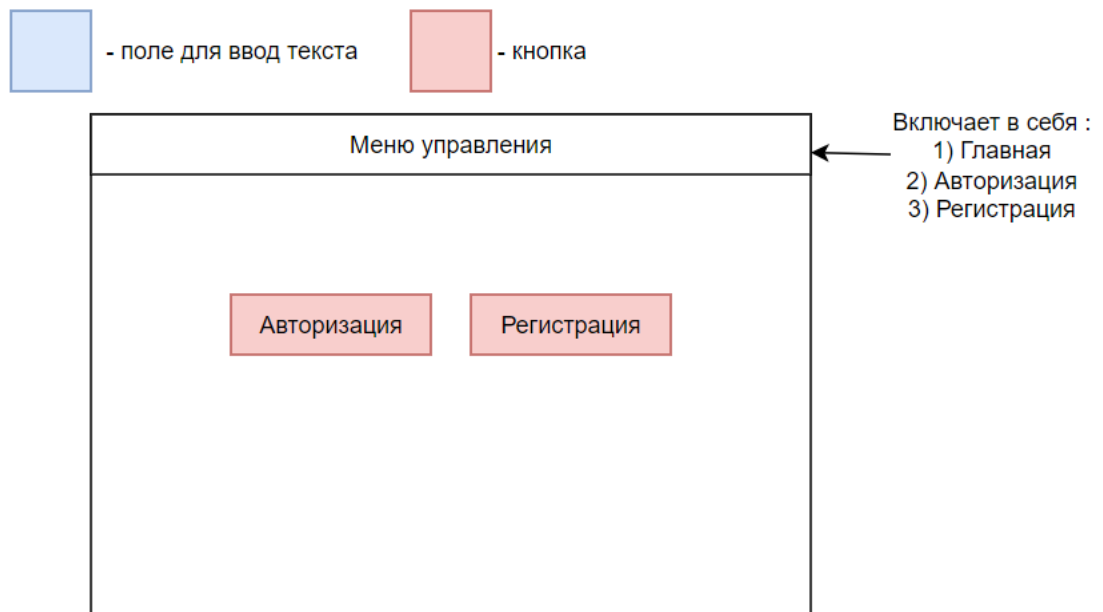 - поле для ввод текста
- кнопка
Меню управления
Включает в себя :
1) Главная
2) Авторизация
3) Регистрация
Авторизация
Регистрация